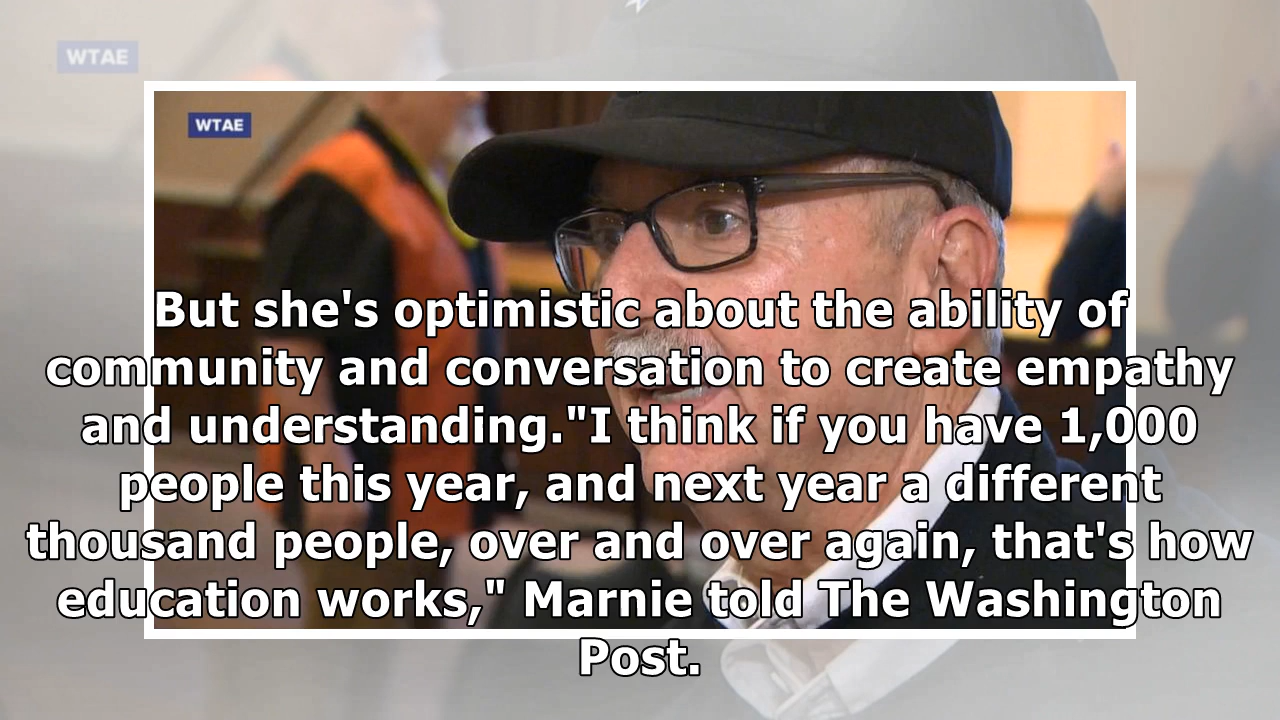 WTAE
WTAE
But she's optimistic about the ability of
community and conversation to create empathy
and understanding."I think if you have 1,000
people this year, and next year a different
thousand people, over and over again, that's how
education works," Marnie told The Washington
Post.